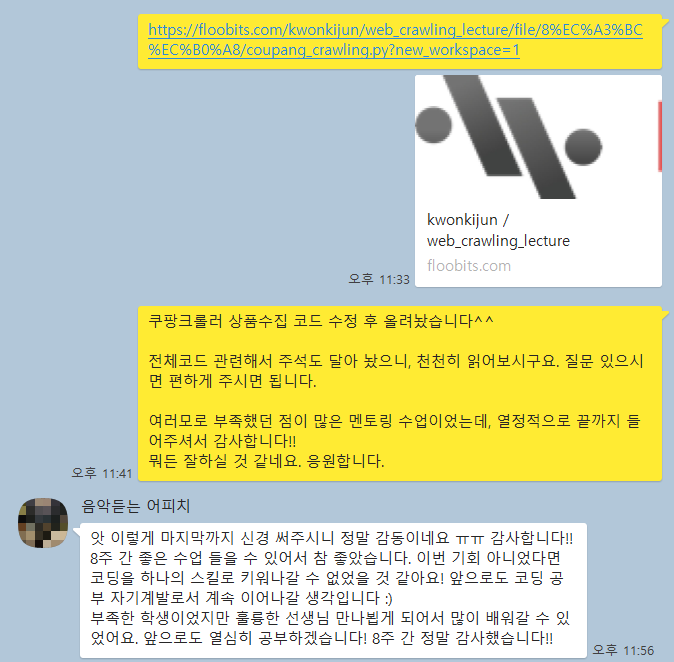 https://floobits.com/kwonkijun/web_crawling_lecture/file/8%EC%A3%BC
%EC%B0%A8/coupang_crawling.py?new_workspace=1
kwonkijun /
web_crawling_lecture
floobits.com
오후 11:33
쿠팡크롤러 상품수집 코드 수정 후 올려놨습니다^^
전체코드 관련해서 주석도 달아 놨으니, 천천히 읽어보시구요. 질문 있으시
면 편하게 주시면 됩니다.
여러모로 부족했던 점이 많은 멘토링 수업이었는데, 열정적으로 끝까지 들
어주셔서 감사합니다!!
뭐든 잘하실 것 같네요. 응원합니다.
오후 11:41
음악듣는 어피치
앗 이렇게 마지막까지 신경 써주시니 정말 감동이네요 ㅠㅠ 감사합니다!!
8주 간 좋은 수업 들을 수 있어서 참 좋았습니다. 이번 기회 아니었다면
코딩을 하나의 스킬로 키워나갈 수 없었을 것 같아요! 앞으로도 코딩 공
부 자기계발로서 계속 이어나갈 생각입니다 :)
부족한 학생이었지만 훌륭한 선생님 만나뵙게 되어서 많이 배워갈 수 있
었어요. 앞으로도 열심히 공부하겠습니다! 8주 간 정말 감사했습니다!!
오후 11:56